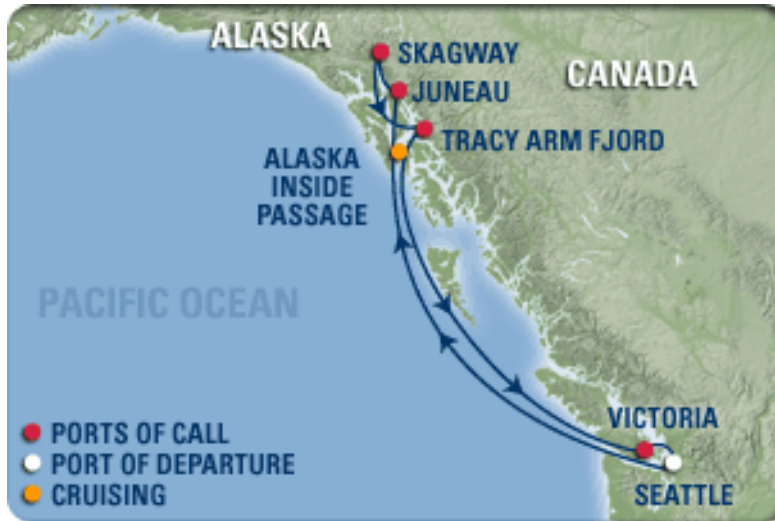 ALASKA
SKAGWAY
CANADA
JUNEAU
TRACY ARM FJORD
ALASKA
INSIDE
PASSAGE
PACIFIC OCEAN
VICTORIA
PORTS OF CALL
PORT OF DEPARTURE
CRUISING
SEATTLE